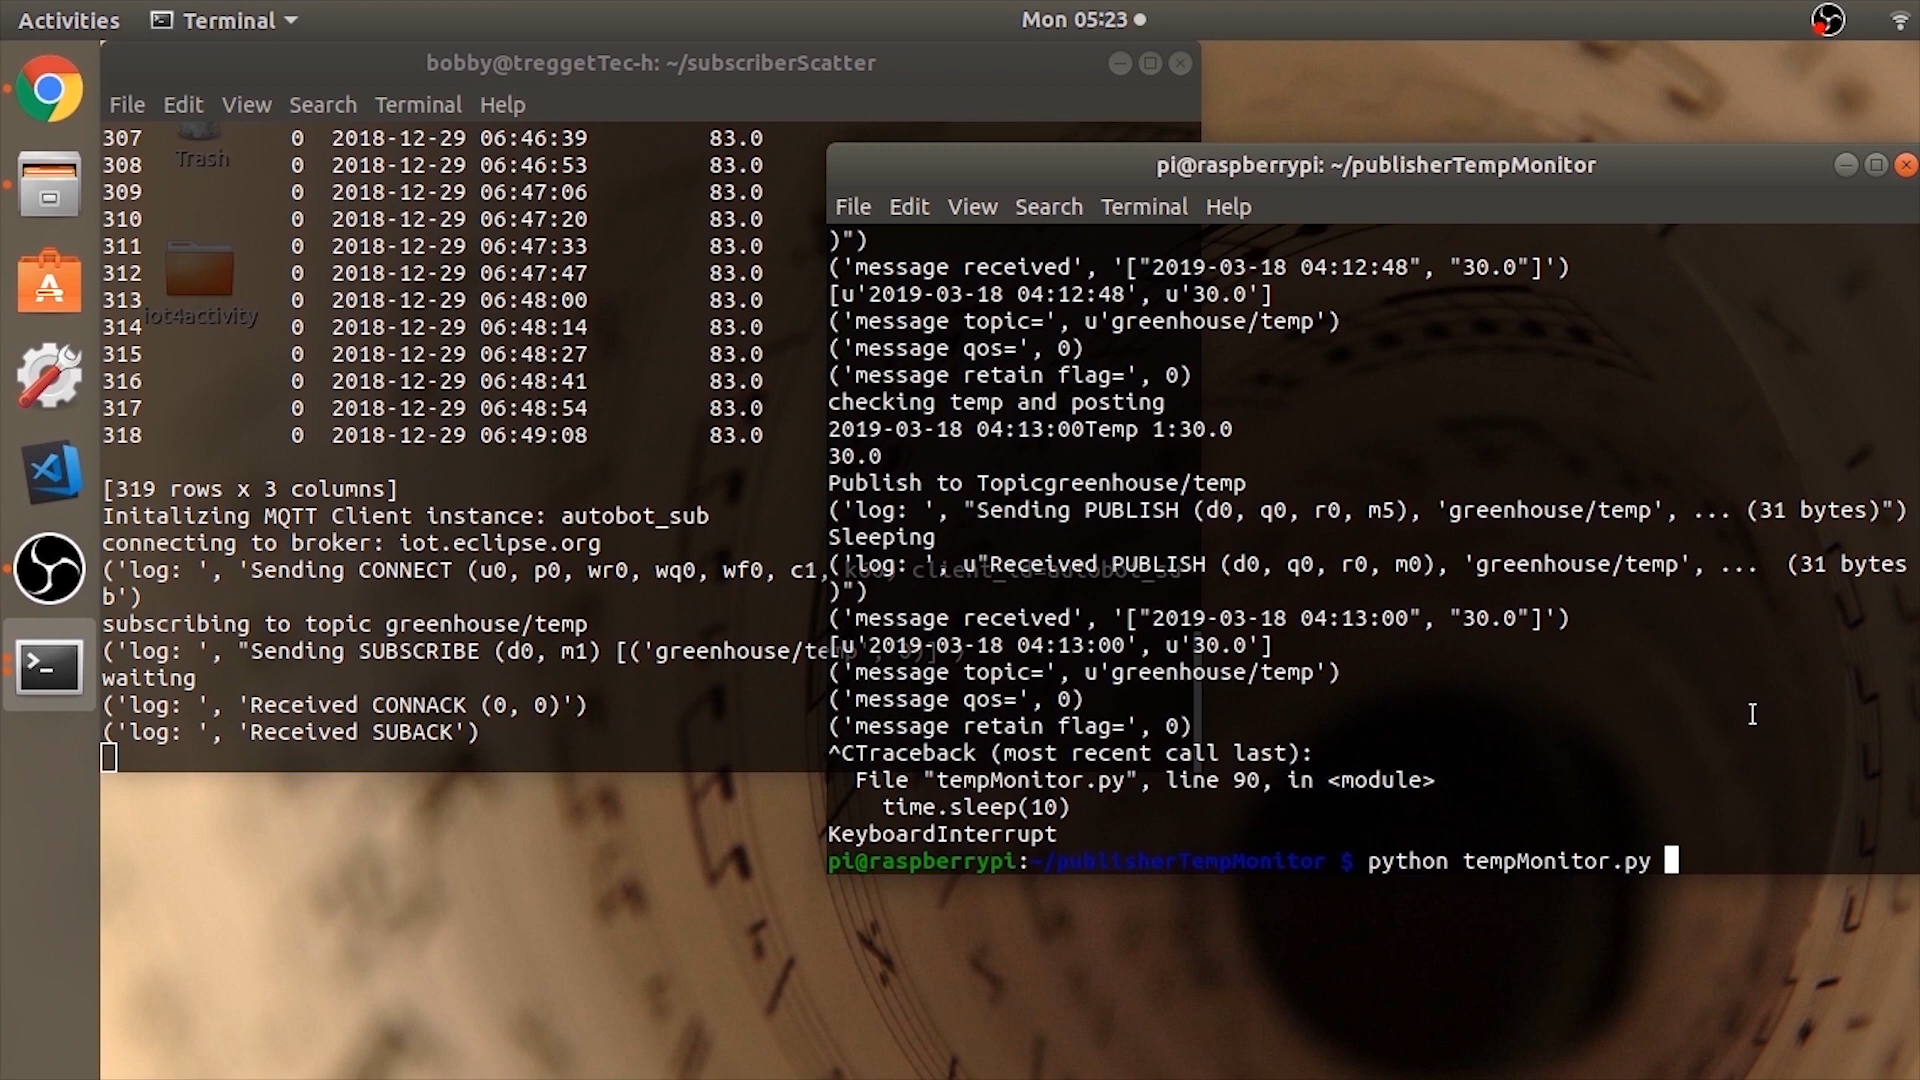 Activities
Terminal
Mon 05:23
bobby@treggetTec-h: ~/subscriberScatter
File Edit View Search Terminal Help
307 0 2018-12-29 06:46:39 83.0
308 0 2018-12-29 06:46:53 83.0
309 0 2018-12-29 06:47:06 83.0
310 0 2018-12-29 06:47:20 83.0
311 0 2018-12-29 06:47:33 83.0
312 0 2018-12-29 06:47:47 83.0
313 0 2018-12-29 06:48:00 83.0
314 0 2018-12-29 06:48:14 83.0
315 0 2018-12-29 06:48:27 83.0
316 0 2018-12-29 06:48:41 83.0
317 0 2018-12-29 06:48:54 83.0
318 0 2018-12-29 06:49:08 83.0
[319 rows x 3 columns]
Initalizing MQTT Client instance: autobot_sub
connecting to broker: iot.eclipse.org
('log: ', 'Sending CONNECT (u0, p0, wr0, wq0, wf0, c1, k60) client_id=autobot_su
b')
subscribing to topic greenhouse/temp
('log: ', "Sending SUBSCRIBE (d0, m1) [('greenhouse/temp', 0)]")
waiting
('log: ', 'Received CONNACK (0, 0)')
('log: ', 'Received SUBACK')
Trash
iot4activity
pi@raspberrypi: ~/publisherTempMonitor
File Edit View Search Terminal Help
)")
('message received', '["2019-03-18 04:12:48", "30.0"]')
[u'2019-03-18 04:12:48', u'30.0']
('message topic=', u'greenhouse/temp')
('message qos=', 0)
('message retain flag=', 0)
checking temp and posting
2019-03-18 04:13:00Temp 1:30.0
30.0
Publish to Topicgreenhouse/temp
('log: ', "Sending PUBLISH (d0, q0, r0, m5), 'greenhouse/temp', ... (31 bytes)")
Sleeping
('log: ', u"Received PUBLISH (d0, q0, r0, m0), 'greenhouse/temp', ...  (31 bytes
)")
('message received', '["2019-03-18 04:13:00", "30.0"]')
[u'2019-03-18 04:13:00', u'30.0']
('message topic=', u'greenhouse/temp')
('message qos=', 0)
('message retain flag=', 0)
^CTraceback (most recent call last):
File "tempMonitor.py", line 90, in <module>
time.sleep(10)
KeyboardInterrupt
pi@raspberrypi:~/publisherTempMonitor $ python tempMonitor.py